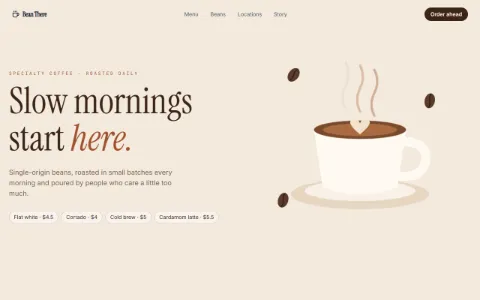 Bean There
Menu
Beans
Locations
Story
Order ahead
SPECIALTY COFFEE · ROASTED DAILY
Slow mornings
start here.
Single-origin beans, roasted in small batches every
morning and poured by people who care a little too
much.
Flat white · $4.5
Cortado · $4
Cold brew · $5
Cardamom latte · $5.5